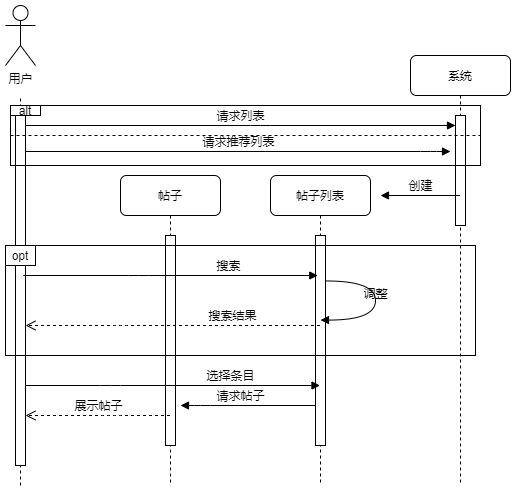 用户
系统
alt
请求列表
请求推荐列表
创建
帖子
帖子列表
opt
搜索
调整
搜索结果
选择条目
请求帖子
展示帖子